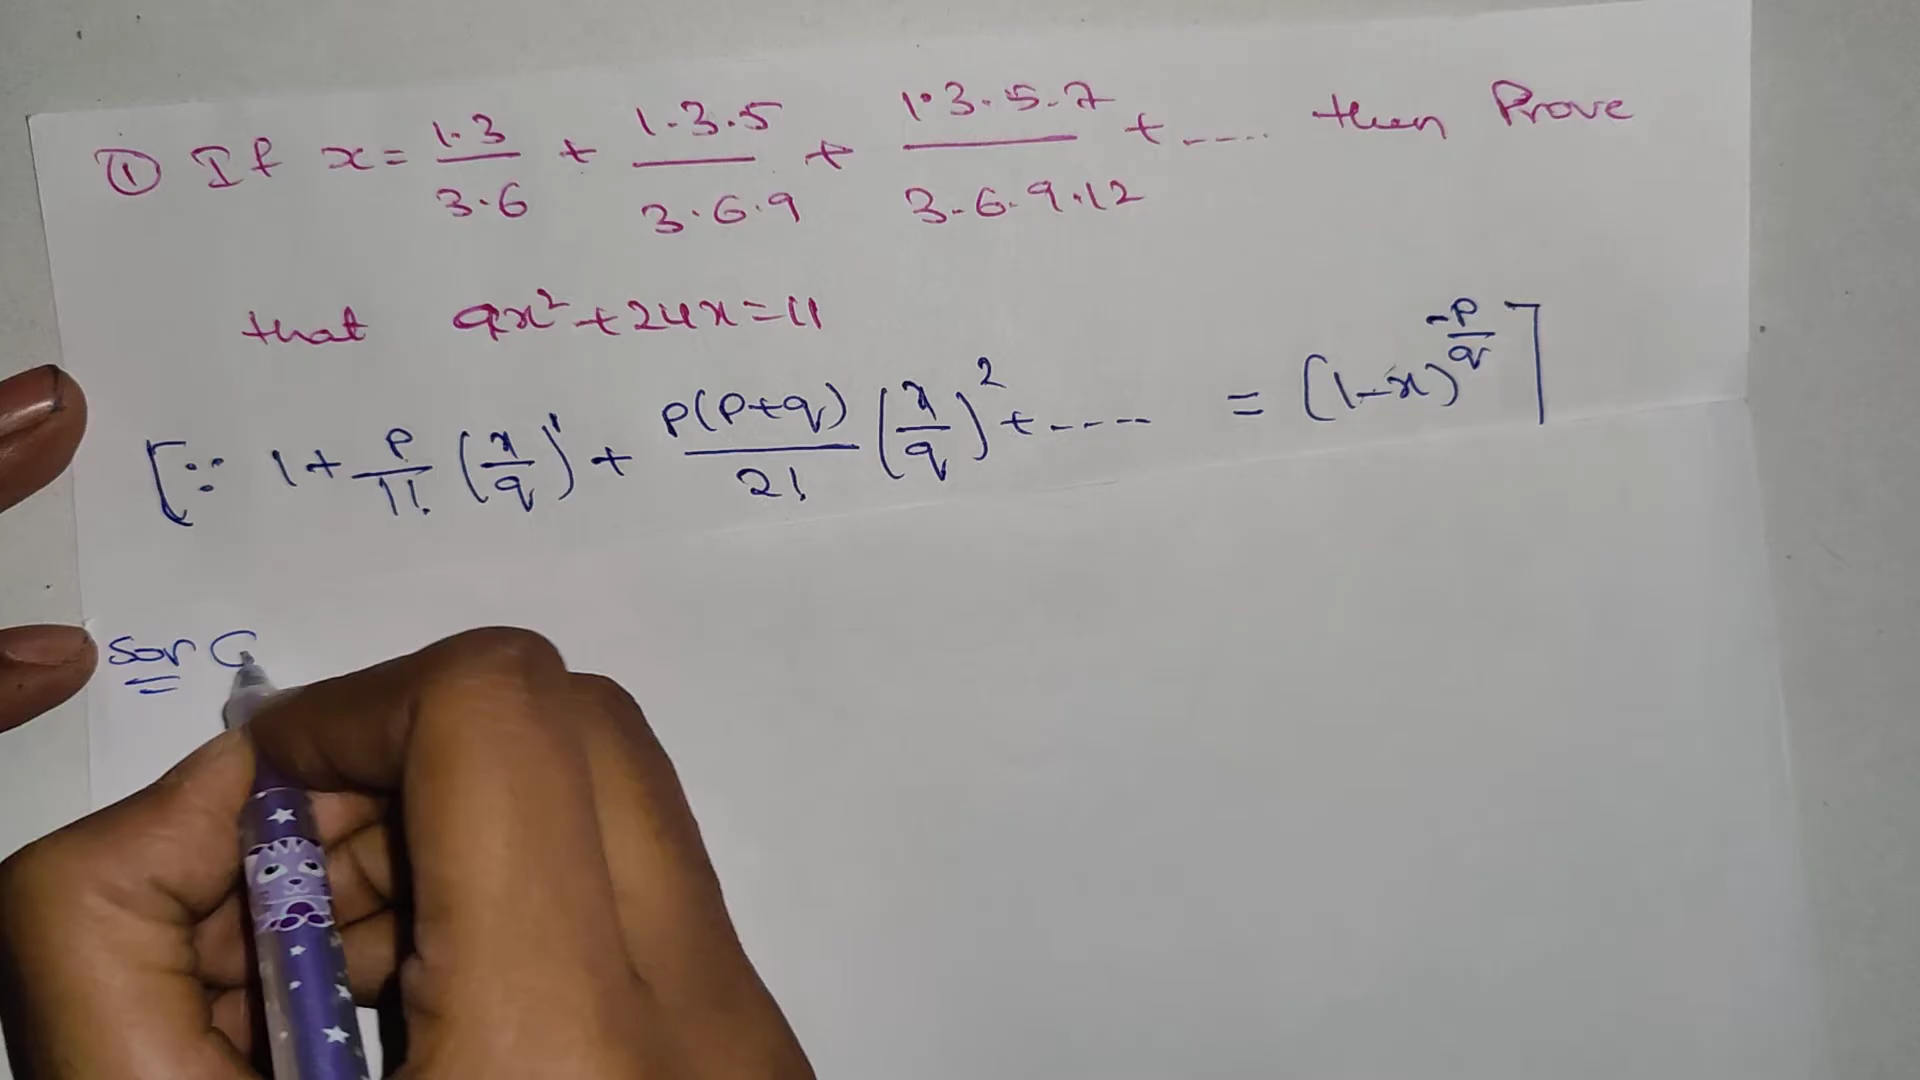 ① If x = 1·3/3·6 + 1·3·5/3·6·9 + 1·3·5·7/3·6·9·12 + ..... then Prove
that 9x² + 24x = 11
[∵ 1 + p/1! (x/q)¹ + p(p+q)/2! (x/q)² + ..... = (1-x)^(-p/q)]
Sol G